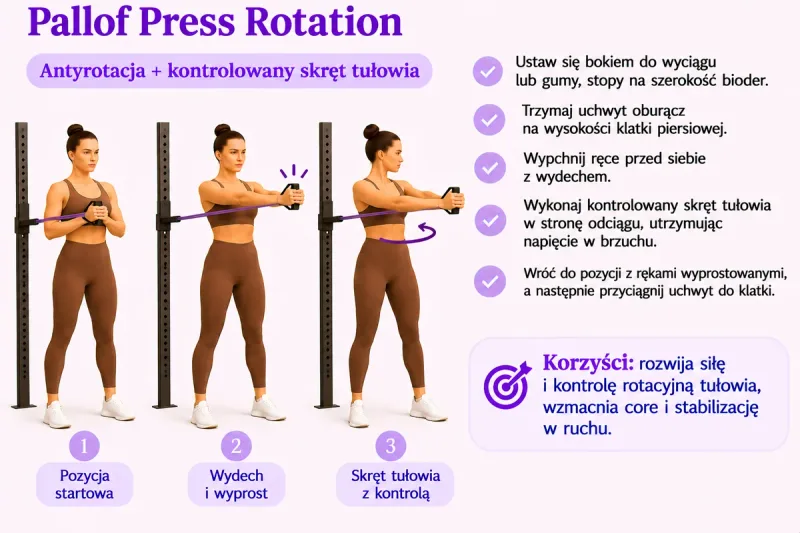 Pallof Press Rotation
Antyrotacja + kontrolowany skręt tułowia
Ustaw się bokiem do wyciągu
lub gumy, stopy na szerokość bioder.
Trzymaj uchwyt oburącz
na wysokości klatki piersiowej.
Wypchnij ręce przed siebie
z wydechem.
Wykonaj kontrolowany skręt tułowia
w stronę odciągu, utrzymując
napięcie w brzuchu.
Wróć do pozycji z rękami wyprostowanymi,
a następnie przyciągnij uchwyt do klatki.
Korzyści: rozwija siłę
i kontrolę rotacyjną tułowia,
wzmacnia core i stabilizację
w ruchu.
1
Pozycja
startowa
2
Wydech
i wyprost
3
Skręt tułowia
z kontrolą